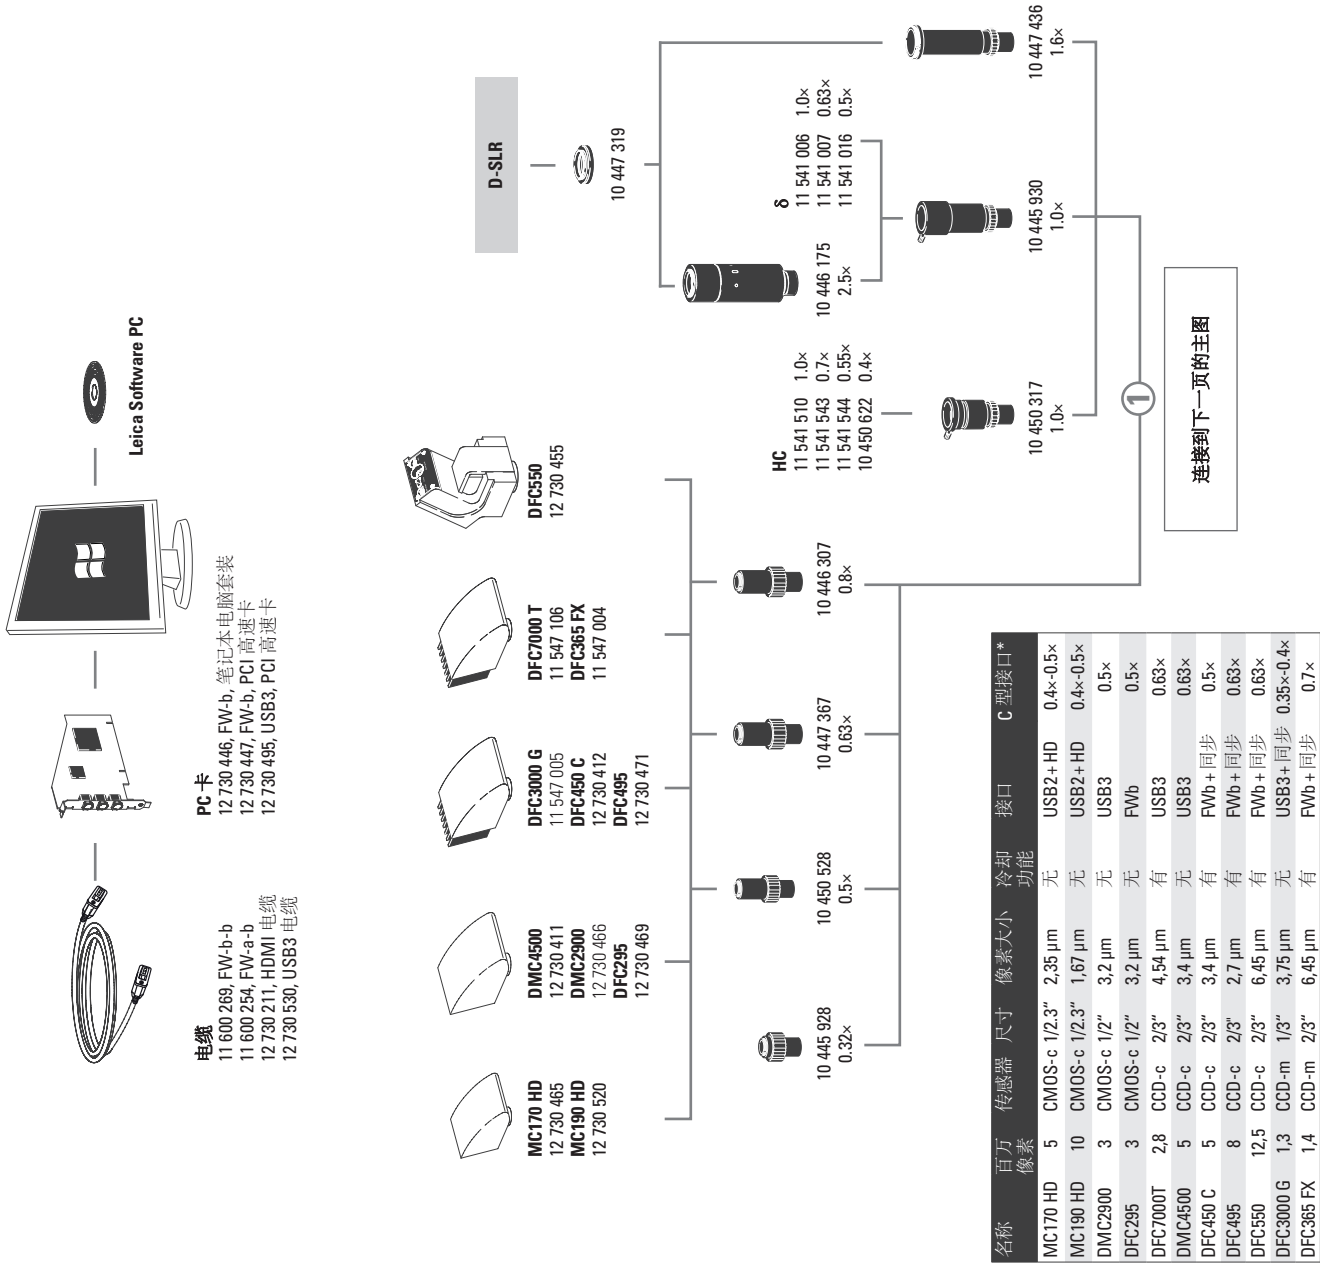 Leica Software PC
PC 卡
12 730 446, FW-b, 笔记本电脑套装
12 730 447, FW-b, PCI 高速卡
12 730 495, USB3, PCI 高速卡
电缆
11 600 269, FW-b-b
11 600 254, FW-a-b
12 730 211, HDMI 电缆
12 730 530, USB3 电缆
MC170 HD
12 730 465
MC190 HD
12 730 520
DMC4500
12 730 411
DMC2900
12 730 466
DFC295
12 730 469
DFC3000 G
11 547 005
DFC450 C
12 730 412
DFC495
12 730 471
DFC7000 T
11 547 106
DFC365 FX
11 547 004
DFC550
12 730 455
D-SLR
10 447 319
10 445 928
0.32×
10 450 528
0.5×
10 447 367
0.63×
10 446 307
0.8×
HC
11 541 510 1.0×
11 541 543 0.7×
11 541 544 0.55×
10 450 622 0.4×
10 446 175
2.5×
δ
11 541 006 1.0×
11 541 007 0.63×
11 541 016 0.5×
10 450 317
1.0×
10 445 930
1.0×
10 447 436
1.6×
1
连接到下一页的主图
名称 百万像素 传感器 尺寸 像素大小 冷却功能 接口 C 型接口*
MC170 HD 5 CMOS-c 1/2.3“ 2,35 µm 无 USB2 + HD 0.4×-0.5×
MC190 HD 10 CMOS-c 1/2.3“ 1,67 µm 无 USB2 + HD 0.4×-0.5×
DMC2900 3 CMOS-c 1/2“ 3,2 µm 无 USB3 0.5×
DFC295 3 CMOS-c 1/2“ 3,2 µm 无 FWb 0.5×
DFC7000T 2,8 CCD-c 2/3“ 4,54 µm 有 USB3 0.63×
DMC4500 5 CCD-c 2/3“ 3,4 µm 无 USB3 0.63×
DFC450 C 5 CCD-c 2/3“ 3,4 µm 有 FWb + 同步 0.5×
DFC495 8 CCD-c 2/3" 2,7 µm 有 FWb + 同步 0.63×
DFC550 12,5 CCD-c 2/3“ 6,45 µm 有 FWb + 同步 0.63×
DFC3000 G 1,3 CCD-m 1/3“ 3,75 µm 无 USB3 + 同步 0.35×-0.4×
DFC365 FX 1,4 CCD-m 2/3“ 6,45 µm 有 FWb + 同步 0.7×